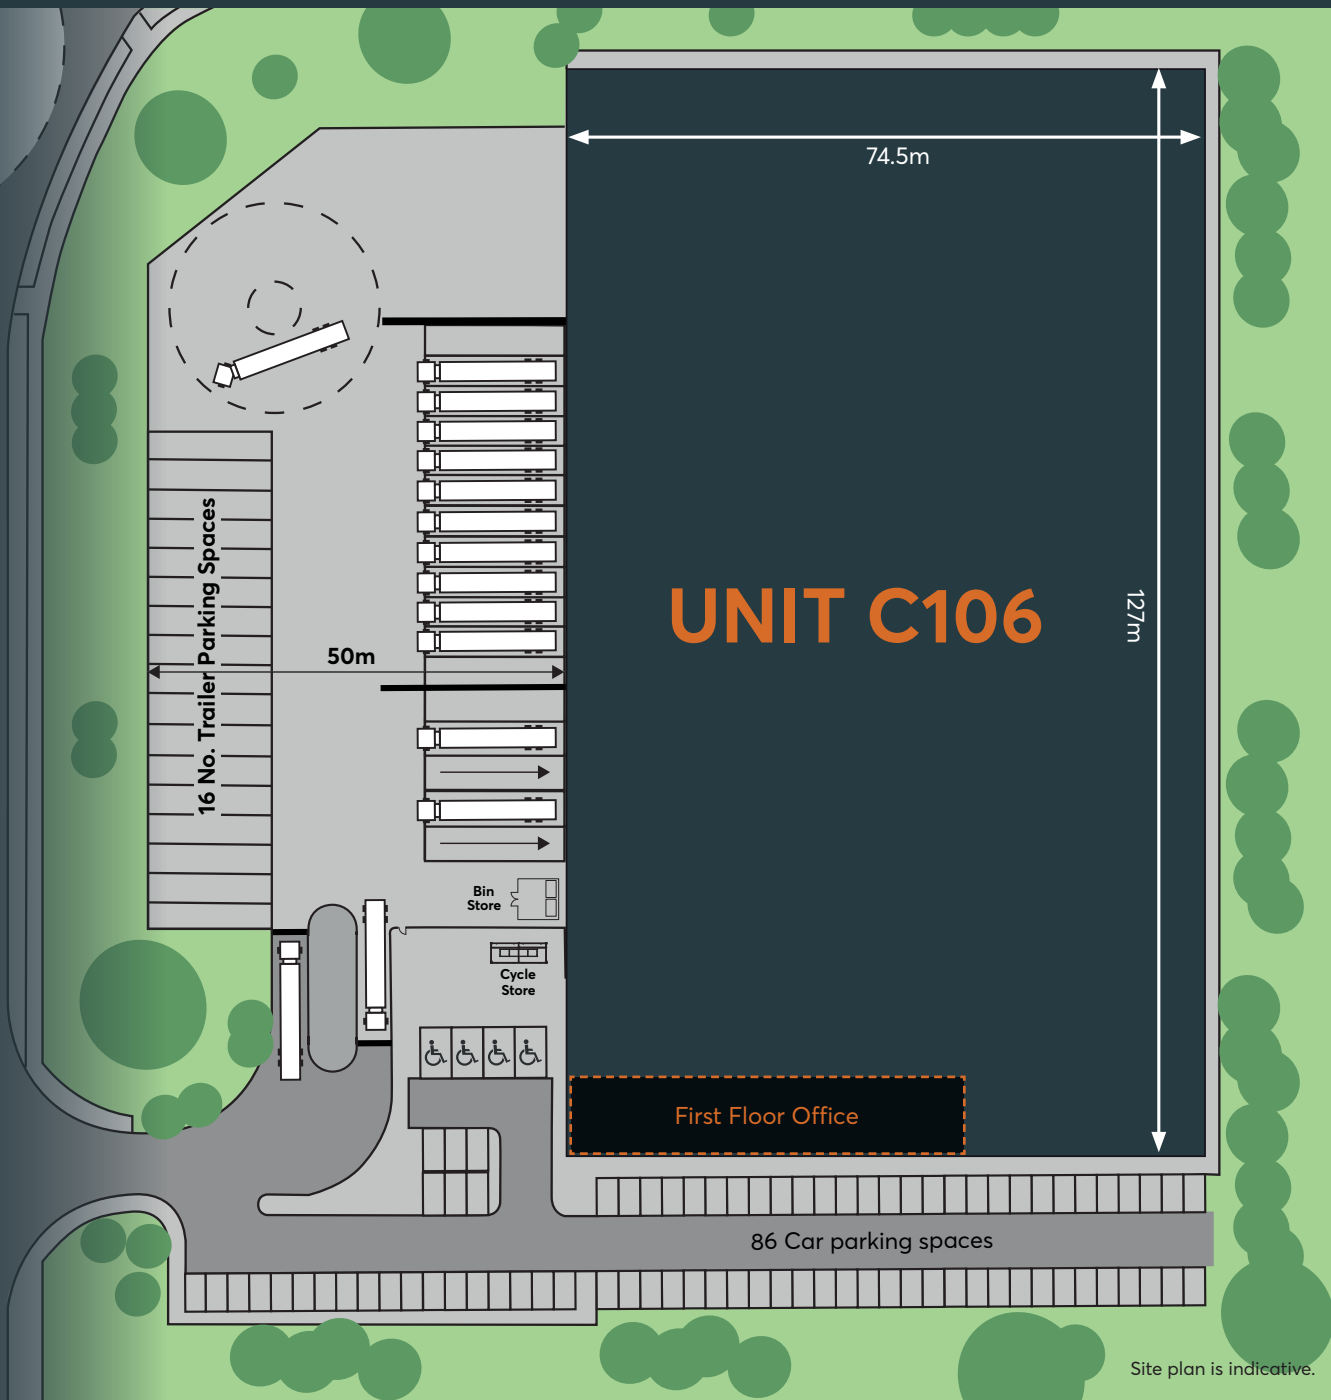 74.5m
127m
UNIT C106
16 No. Trailer Parking Spaces
50m
Bin
Store
Cycle
Store
First Floor Office
86 Car parking spaces
Site plan is indicative.